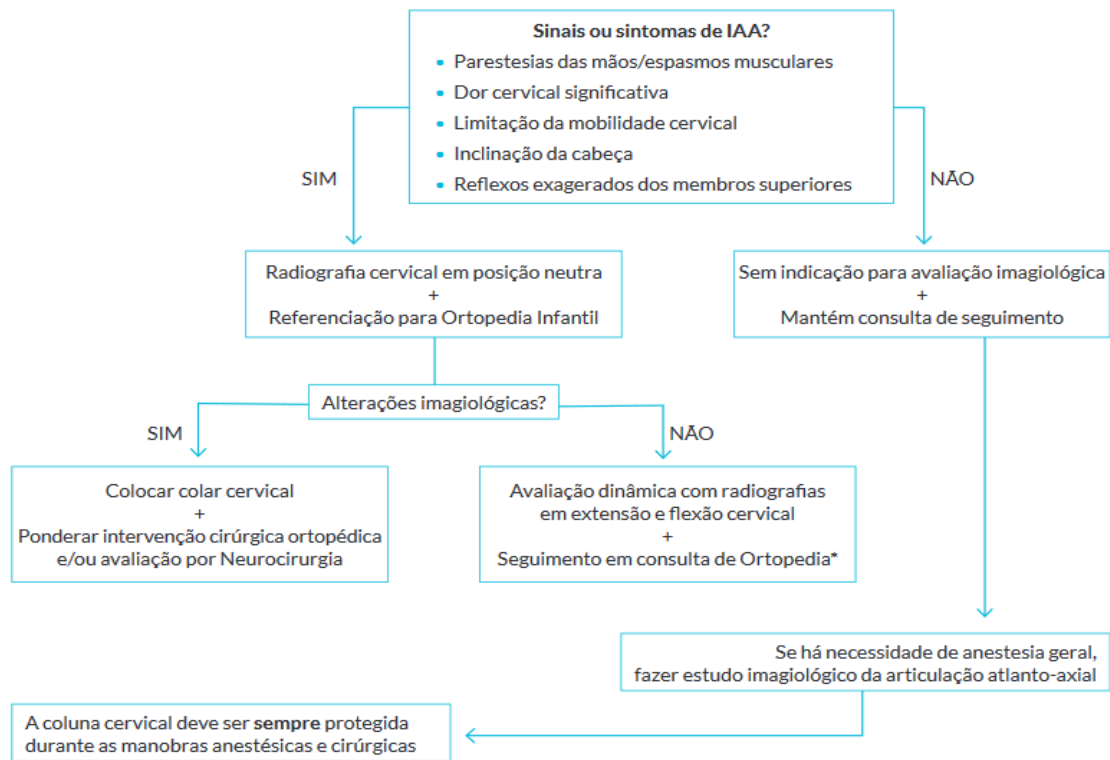 Sinais ou sintomas de IAA?
• Parestesias das mãos/espasmos musculares
• Dor cervical significativa
• Limitação da mobilidade cervical
• Inclinação da cabeça
• Reflexos exagerados dos membros superiores
SIM
NÃO
Radiografia cervical em posição neutra
+
Referenciação para Ortopedia Infantil
Sem indicação para avaliação imagiológica
+
Mantém consulta de seguimento
Alterações imagiológicas?
SIM
NÃO
Colocar colar cervical
+
Ponderar intervenção cirúrgica ortopédica
e/ou avaliação por Neurocirurgia
Avaliação dinâmica com radiografias
em extensão e flexão cervical
+
Seguimento em consulta de Ortopedia*
Se há necessidade de anestesia geral,
fazer estudo imagiológico da articulação atlanto-axial
A coluna cervical deve ser sempre protegida
durante as manobras anestésicas e cirúrgicas